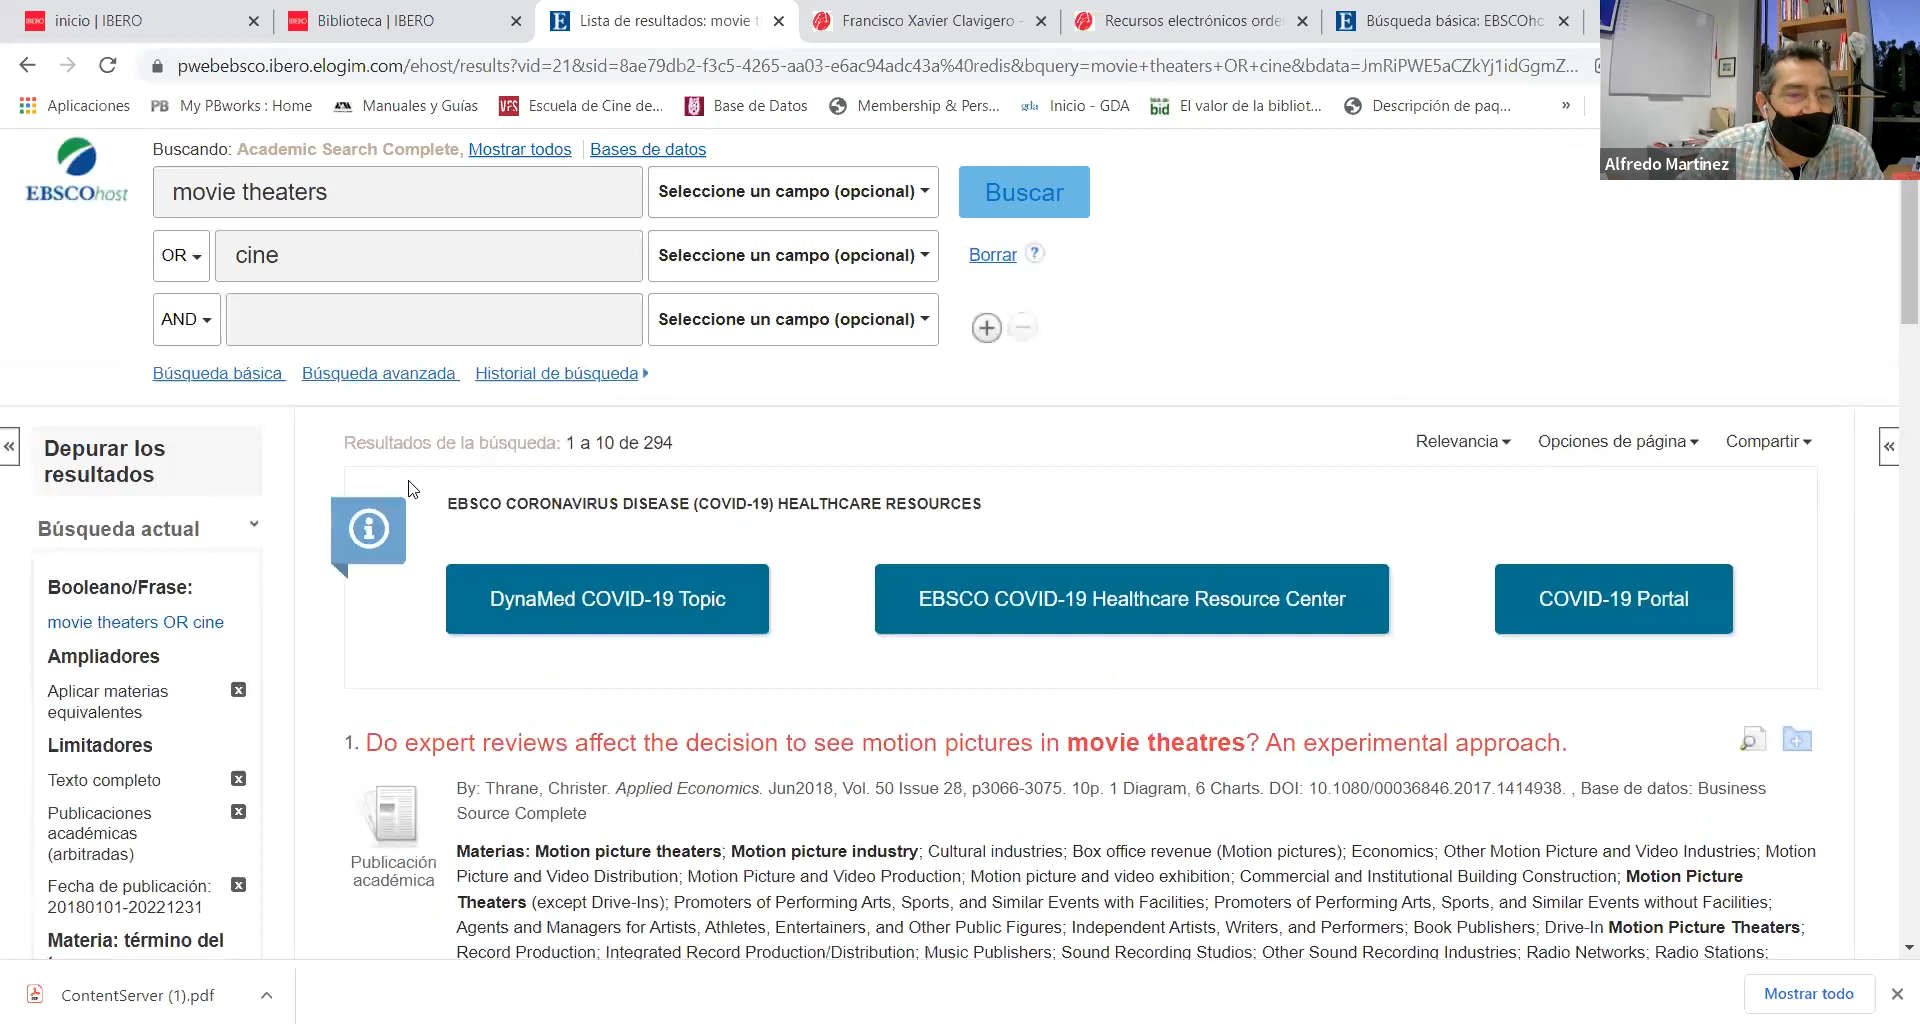 inicio | IBERO
Biblioteca | IBERO
Lista de resultados: movie t
Francisco Xavier Clavigero -
Recursos electrónicos orde
Búsqueda básica: EBSCOhc
pwebebsco.ibero.elogim.com/ehost/results?vid=21&sid=8ae79db2-f3c5-4265-aa03-e6ac94adc43a%40redis&bquery=movie+theaters+OR+cine&bdata=JmRiPWE5aCZkYj1idGgmZ...
Aplicaciones
PB My PBworks : Home
Manuales y Guías
VFS Escuela de Cine de...
Base de Datos
Membership & Pers...
gda Inicio - GDA
bid El valor de la bibliot...
Descripción de paq...
»
Alfredo Martinez
EBSCOhost
Buscando: Academic Search Complete, Mostrar todos Bases de datos
movie theaters
Seleccione un campo (opcional)
Buscar
OR
cine
Seleccione un campo (opcional)
Borrar ?
AND
Seleccione un campo (opcional)
Búsqueda básica Búsqueda avanzada Historial de búsqueda
Depurar los
resultados
Búsqueda actual
Booleano/Frase:
movie theaters OR cine
Ampliadores
Aplicar materias
equivalentes
Limitadores
Texto completo
Publicaciones
académicas
(arbitradas)
Fecha de publicación:
20180101-20221231
Materia: término del
Resultados de la búsqueda: 1 a 10 de 294
Relevancia Opciones de página Compartir
EBSCO CORONAVIRUS DISEASE (COVID-19) HEALTHCARE RESOURCES
DynaMed COVID-19 Topic
EBSCO COVID-19 Healthcare Resource Center
COVID-19 Portal
1. Do expert reviews affect the decision to see motion pictures in movie theatres? An experimental approach.
By: Thrane, Christer. Applied Economics. Jun2018, Vol. 50 Issue 28, p3066-3075. 10p. 1 Diagram, 6 Charts. DOI: 10.1080/00036846.2017.1414938. , Base de datos: Business
Source Complete
Publicación
académica
Materias: Motion picture theaters; Motion picture industry; Cultural industries; Box office revenue (Motion pictures); Economics; Other Motion Picture and Video Industries; Motion
Picture and Video Distribution; Motion Picture and Video Production; Motion picture and video exhibition; Commercial and Institutional Building Construction; Motion Picture
Theaters (except Drive-Ins); Promoters of Performing Arts, Sports, and Similar Events with Facilities; Promoters of Performing Arts, Sports, and Similar Events without Facilities;
Agents and Managers for Artists, Athletes, Entertainers, and Other Public Figures; Independent Artists, Writers, and Performers; Book Publishers; Drive-In Motion Picture Theaters;
Record Production; Integrated Record Production/Distribution; Music Publishers; Sound Recording Studios; Other Sound Recording Industries; Radio Networks; Radio Stations;
ContentServer (1).pdf
Mostrar todo